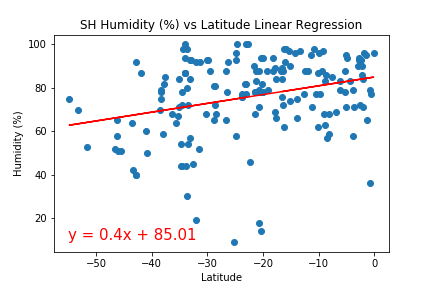 SH Humidity (%) vs Latitude Linear Regression
100
80
60
40
20
Humidity (%)
y = 0.4x + 85.01
−50 −40 −30 −20 −10 0
Latitude